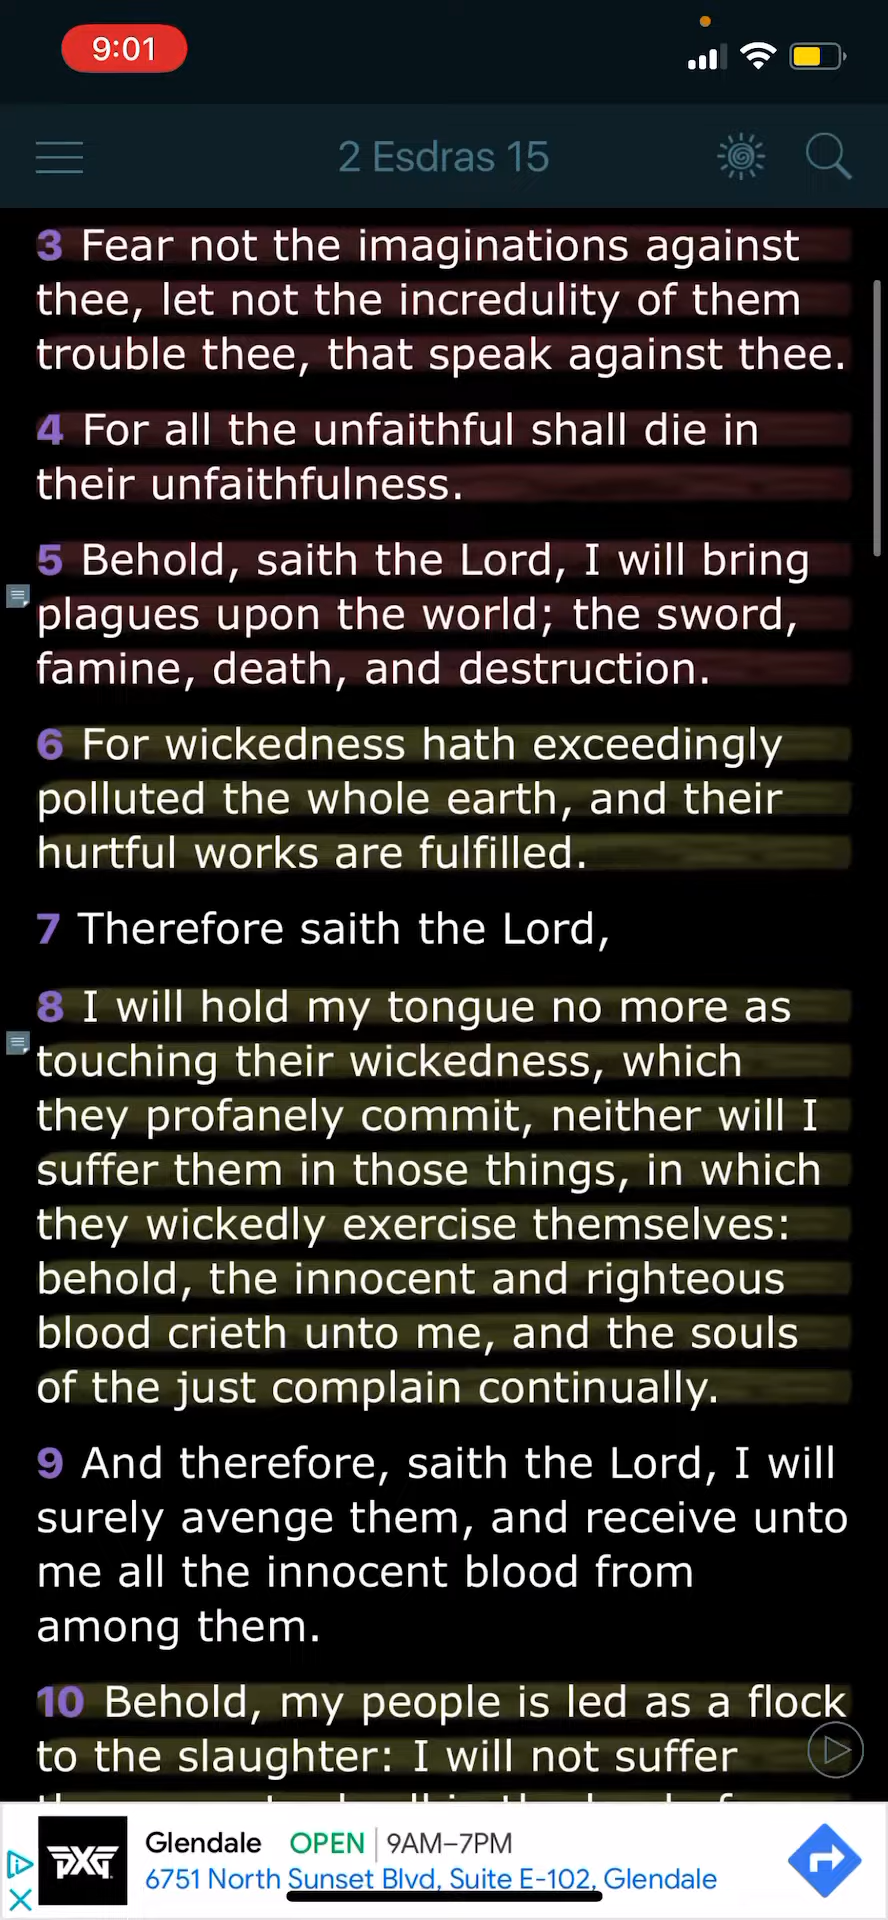 9:01
2 Esdras 15
3 Fear not the imaginations against
thee, let not the incredulity of them
trouble thee, that speak against thee.
4 For all the unfaithful shall die in
their unfaithfulness.
5 Behold, saith the Lord, I will bring
plagues upon the world; the sword,
famine, death, and destruction.
6 For wickedness hath exceedingly
polluted the whole earth, and their
hurtful works are fulfilled.
7 Therefore saith the Lord,
8 I will hold my tongue no more as
touching their wickedness, which
they profanely commit, neither will I
suffer them in those things, in which
they wickedly exercise themselves:
behold, the innocent and righteous
blood crieth unto me, and the souls
of the just complain continually.
9 And therefore, saith the Lord, I will
surely avenge them, and receive unto
me all the innocent blood from
among them.
10 Behold, my people is led as a flock
to the slaughter: I will not suffer
PXG
Glendale OPEN 9AM–7PM
6751 North Sunset Blvd, Suite E-102, Glendale